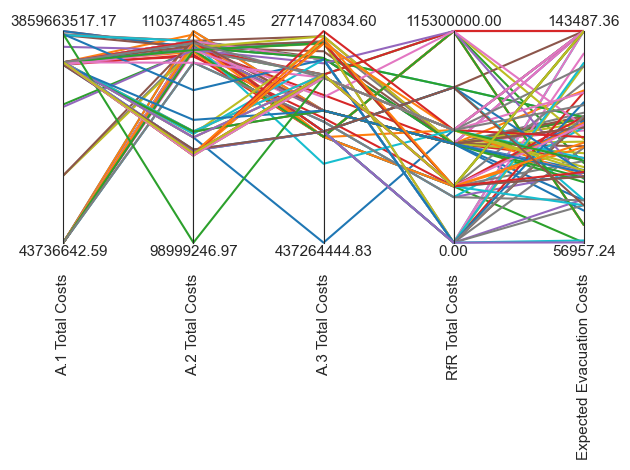 3859663517.17 1103748651.45 2771470834.60 115300000.00 143487.36
43736642.59 98999246.97 437264444.83 0.00 56957.24
A.1 Total Costs
A.2 Total Costs
A.3 Total Costs
RfR Total Costs
Expected Evacuation Costs